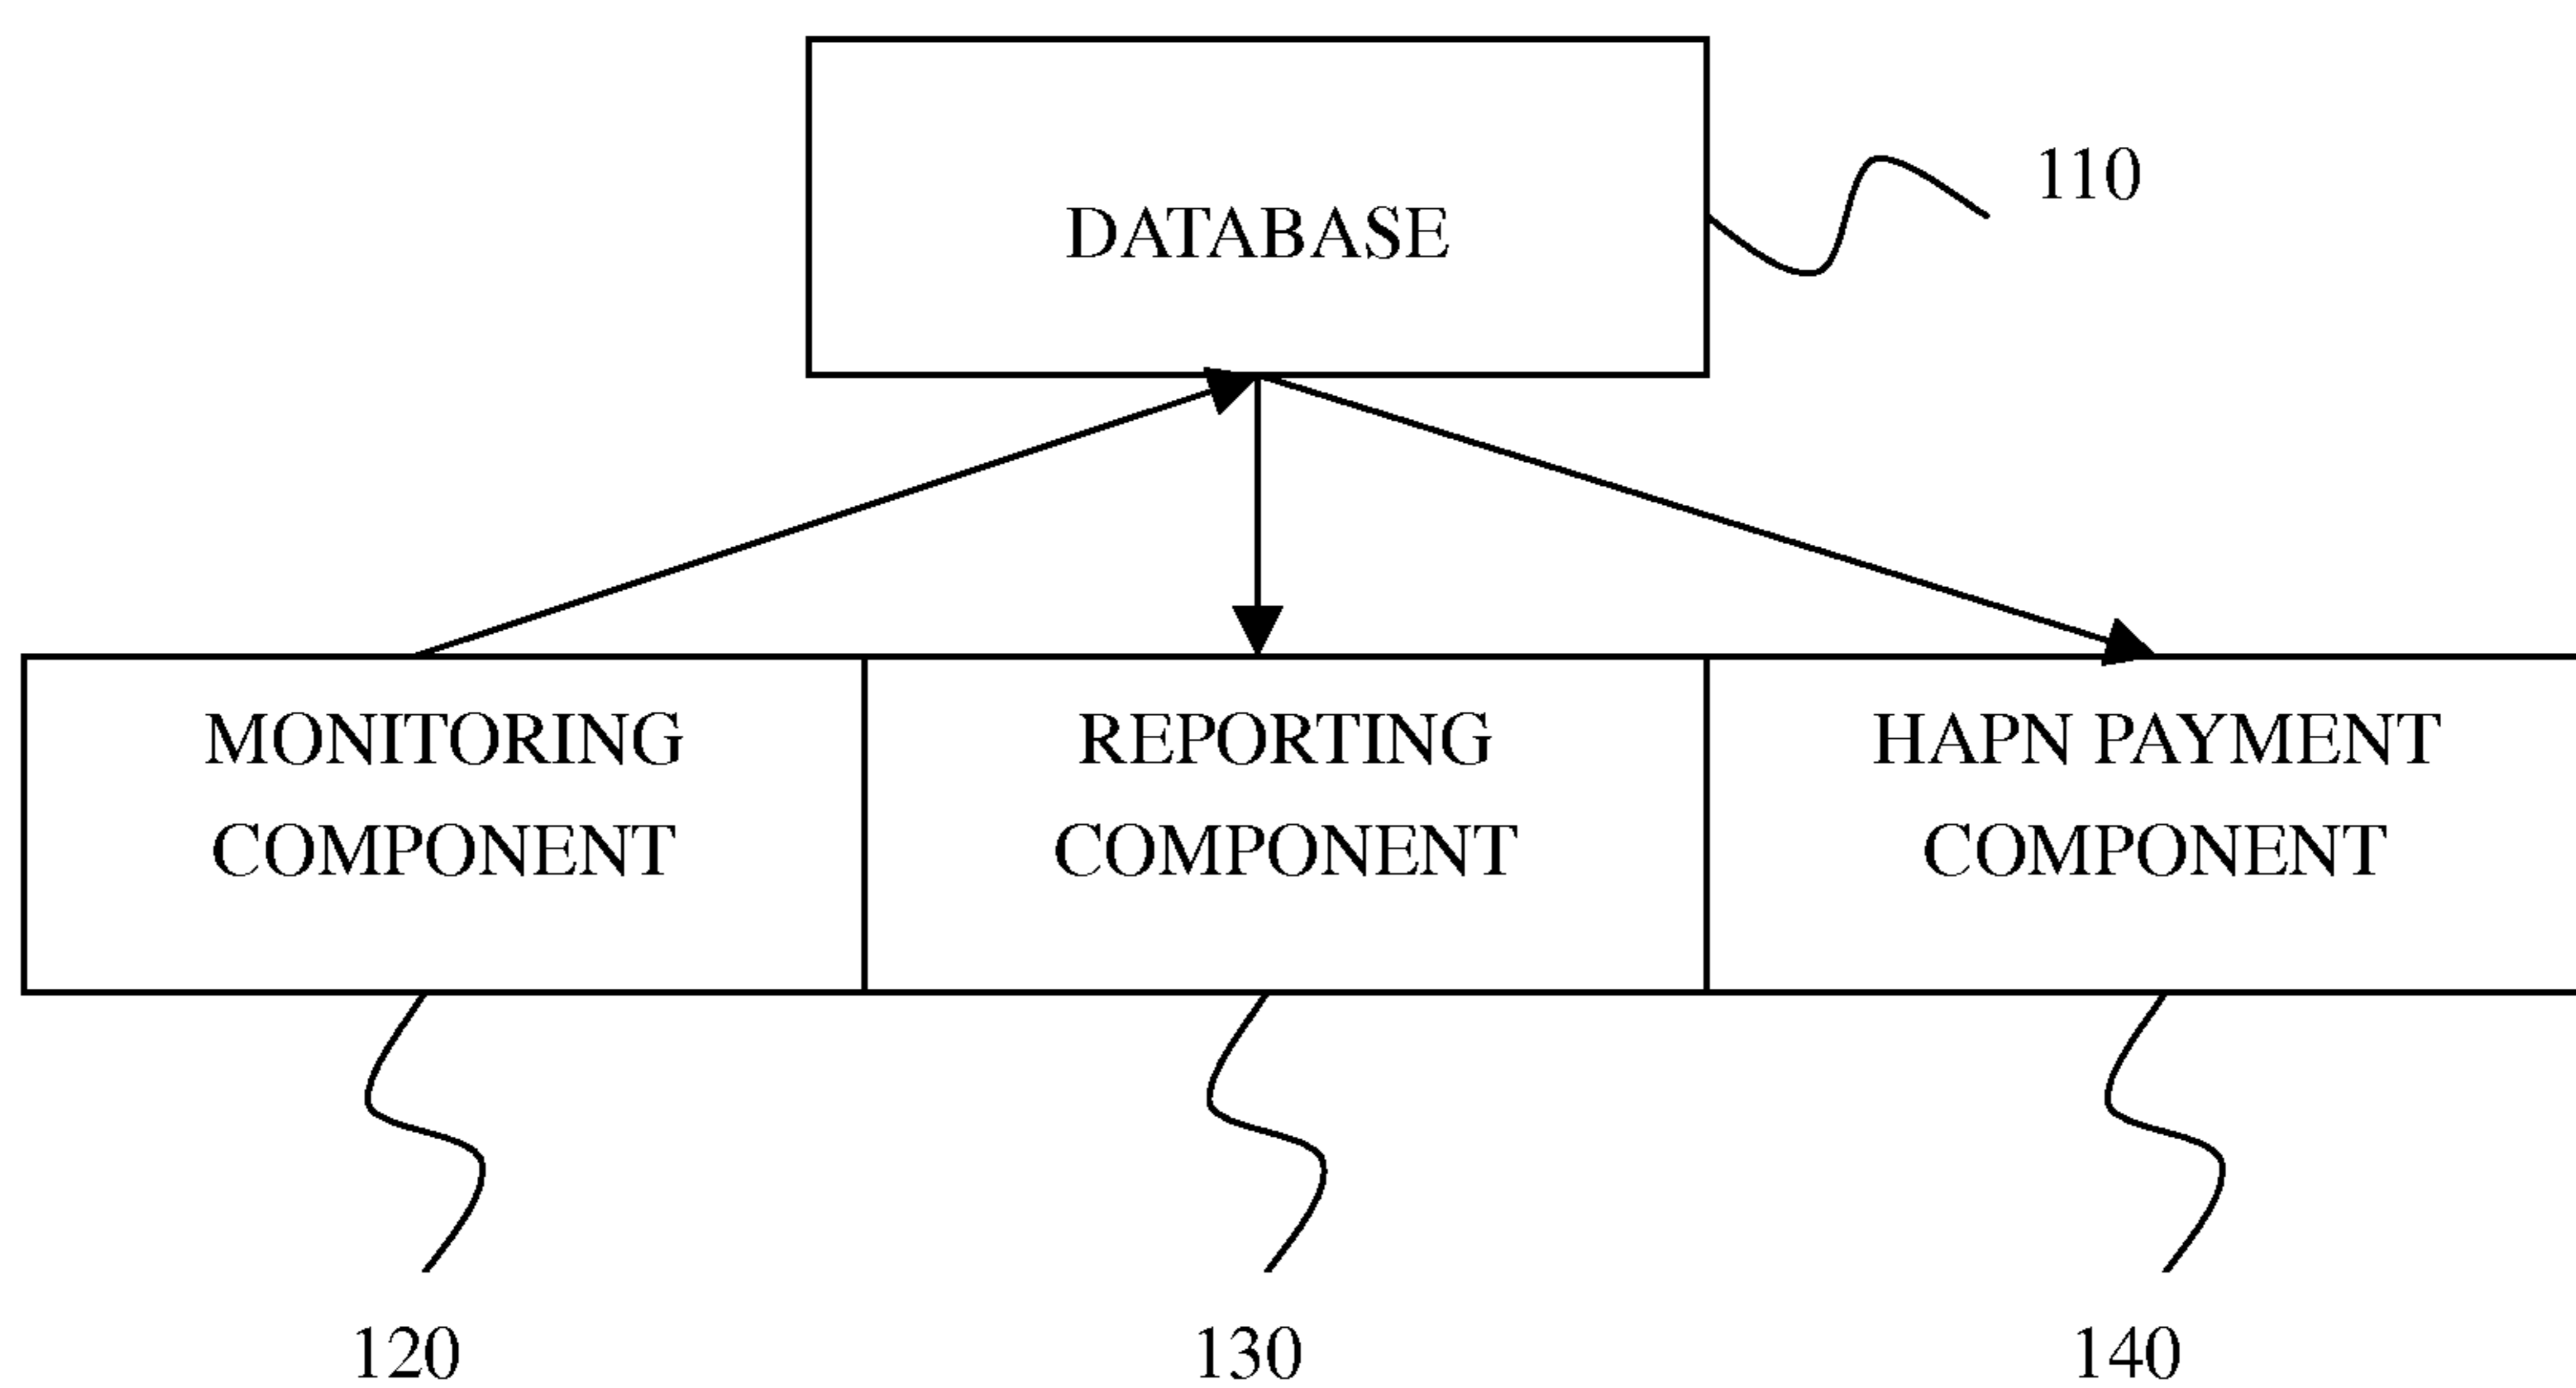 110
DATABASE
MONITORING
COMPONENT
REPORTING
COMPONENT
HAPN PAYMENT
COMPONENT
120
130
140